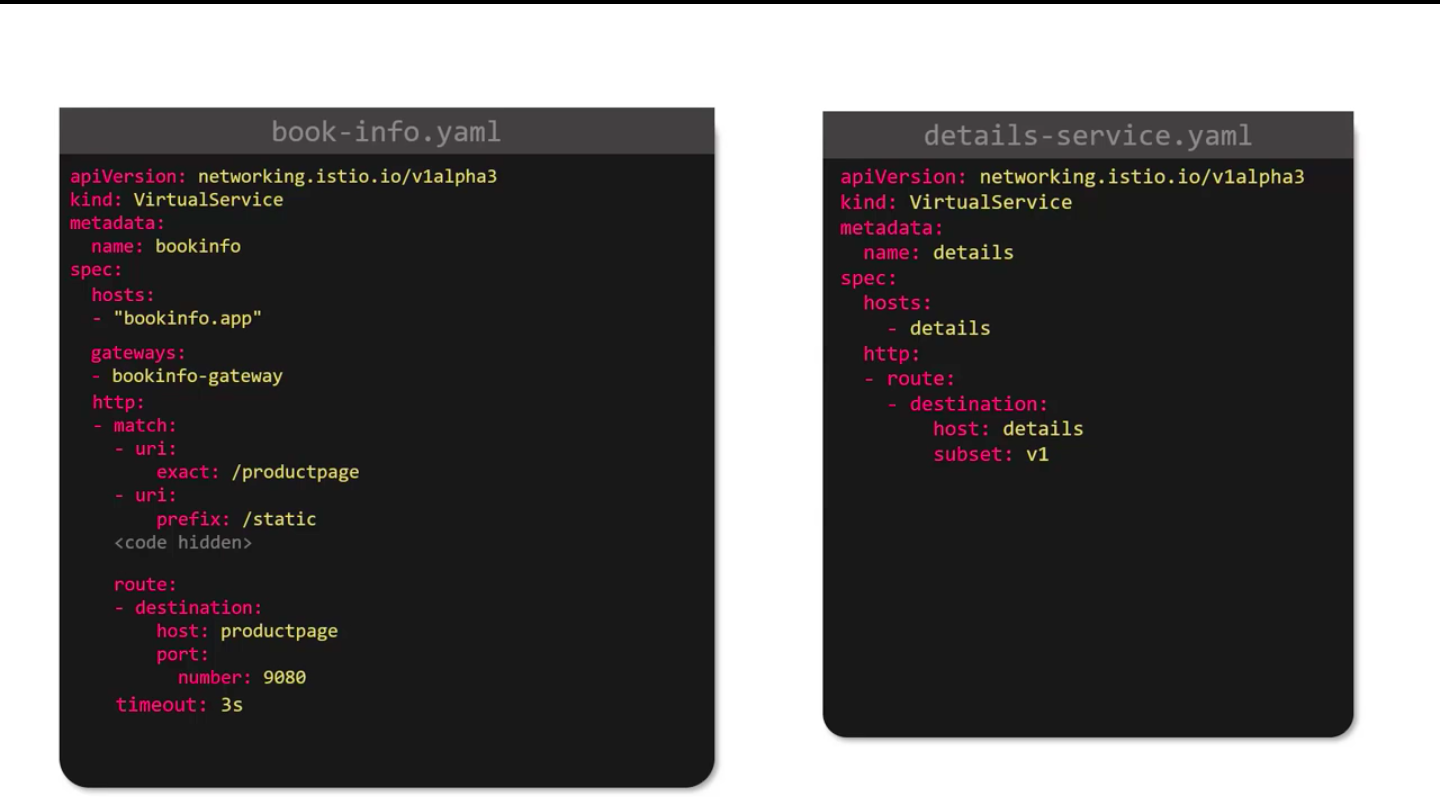 book-info.yaml
apiVersion: networking.istio.io/v1alpha3
kind: VirtualService
metadata:
  name: bookinfo
spec:
  hosts:
  - "bookinfo.app"
  gateways:
  - bookinfo-gateway
  http:
  - match:
    - uri:
        exact: /productpage
    - uri:
        prefix: /static
    <code hidden>
    route:
    - destination:
        host: productpage
        port:
          number: 9080
    timeout: 3s
details-service.yaml
apiVersion: networking.istio.io/v1alpha3
kind: VirtualService
metadata:
  name: details
spec:
  hosts:
    - details
  http:
  - route:
    - destination:
        host: details
        subset: v1